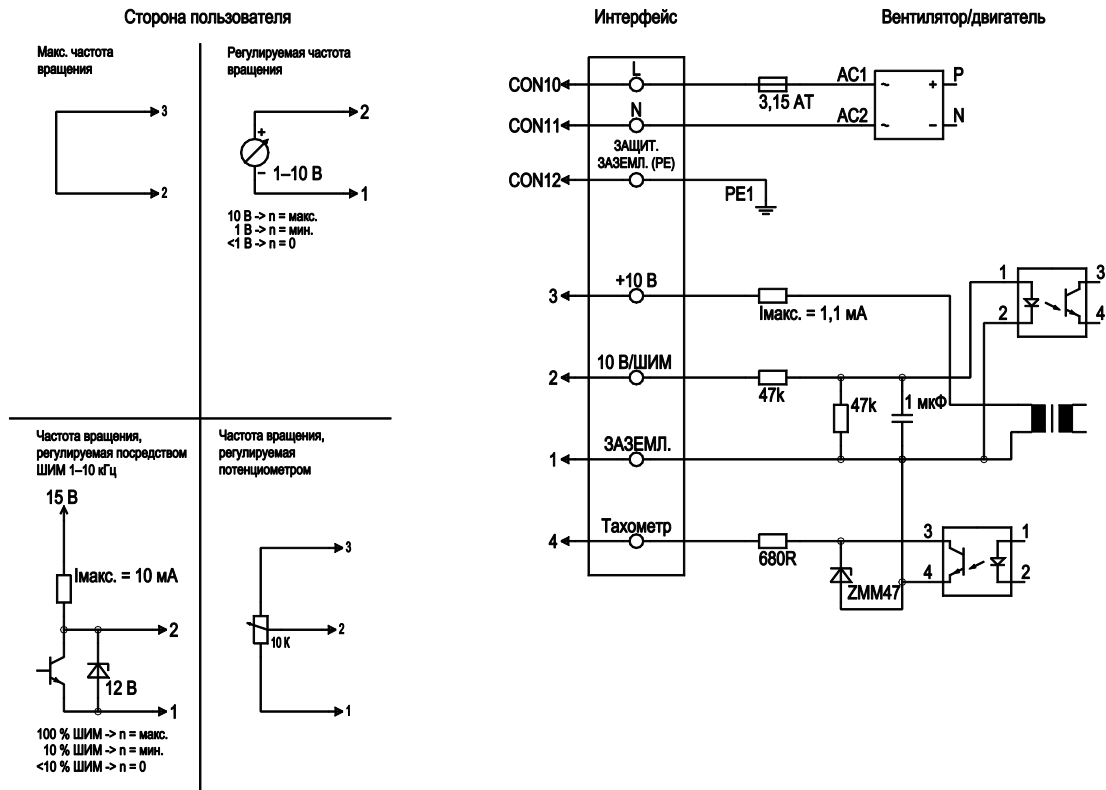 Сторона пользователя
Макс. частота
вращения
3
2
Регулируемая частота
вращения
2
+
– 1–10 В
1
10 В -> n = макс.
1 В -> n = мин.
<1 В -> n = 0
Частота вращения,
регулируемая посредством
ШИМ 1–10 кГц
15 В
Iмакс. = 10 мА
2
12 В
1
100 % ШИМ -> n = макс.
10 % ШИМ -> n = мин.
<10 % ШИМ -> n = 0
Частота вращения,
регулируемая
потенциометром
3
2
10 K
1
Интерфейс
Вентилятор/двигатель
CON10
L
3,15 AT
AC1
~ +
P
CON11
N
AC2
~ –
N
ЗАЩИТ.
ЗАЗЕМЛ. (PE)
CON12
PE1
3
+10 В
Iмакс. = 1,1 мА
1
2
3
4
2
10 В/ШИМ
47k
47k
1 мкФ
1
ЗАЗЕМЛ.
4
Тахометр
680R
ZMM47
3
4
1
2